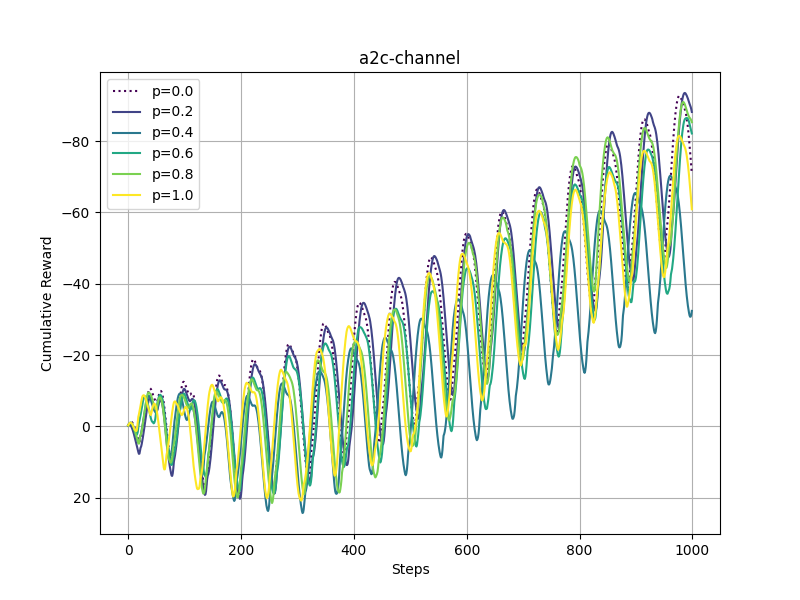 a2c-channel
Cumulative Reward
−80
−60
−40
−20
0
20
p=0.0
p=0.2
p=0.4
p=0.6
p=0.8
p=1.0
0 200 400 600 800 1000
Steps